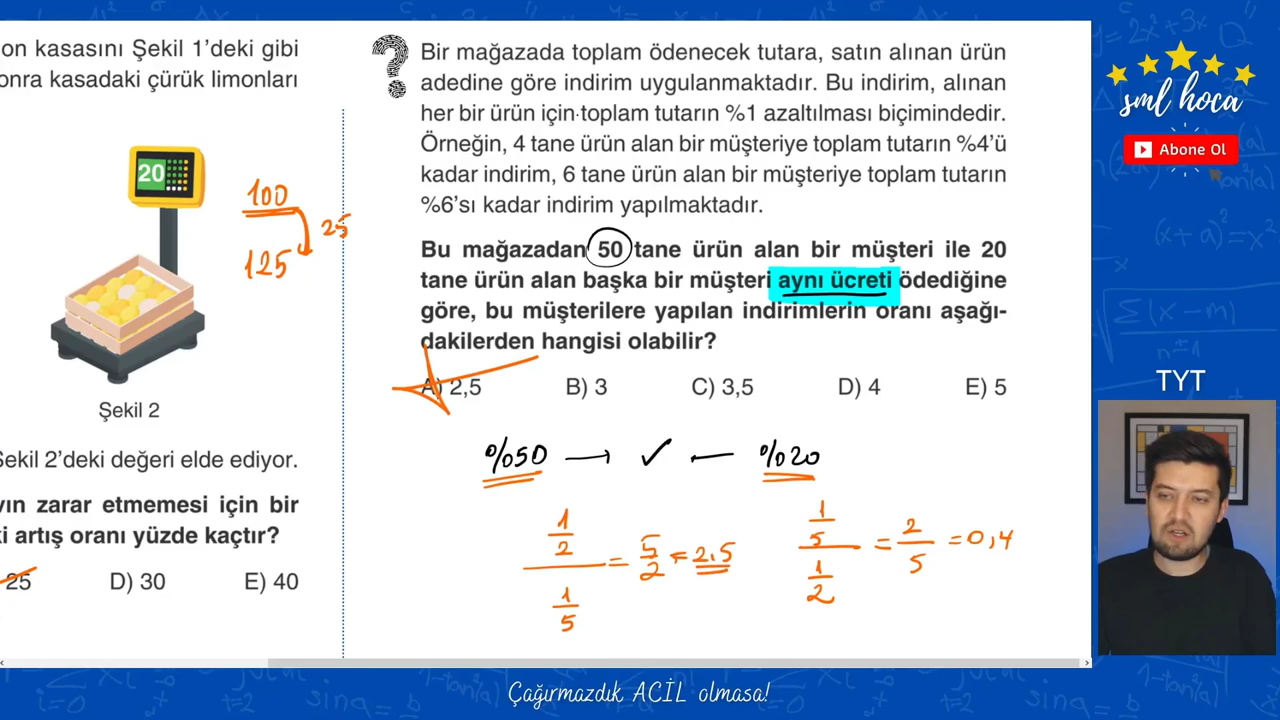 on kasasını Şekil 1'deki gibi
onra kasadaki çürük limonları
20
100
25
125
Şekil 2
Şekil 2'deki değeri elde ediyor.
vın zarar etmemesi için bir
ki artış oranı yüzde kaçtır?
25 D) 30 E) 40
Bir mağazada toplam ödenecek tutara, satın alınan ürün
adedine göre indirim uygulanmaktadır. Bu indirim, alınan
her bir ürün için toplam tutarın %1 azaltılması biçimindedir.
Örneğin, 4 tane ürün alan bir müşteriye toplam tutarın %4'ü
kadar indirim, 6 tane ürün alan bir müşteriye toplam tutarın
%6'sı kadar indirim yapılmaktadır.
Bu mağazadan 50 tane ürün alan bir müşteri ile 20
tane ürün alan başka bir müşteri aynı ücreti ödediğine
göre, bu müşterilere yapılan indirimlerin oranı aşağı-
dakilerden hangisi olabilir?
A) 2,5 B) 3 C) 3,5 D) 4 E) 5
%50 → ✓ ← %20
1/2 / 1/5 = 5/2 = 2.5
1/5 / 1/2 = 2/5 = 0,4
sml hoca
Abone Ol
TYT
Çağırmazdık ACİL olmasa!